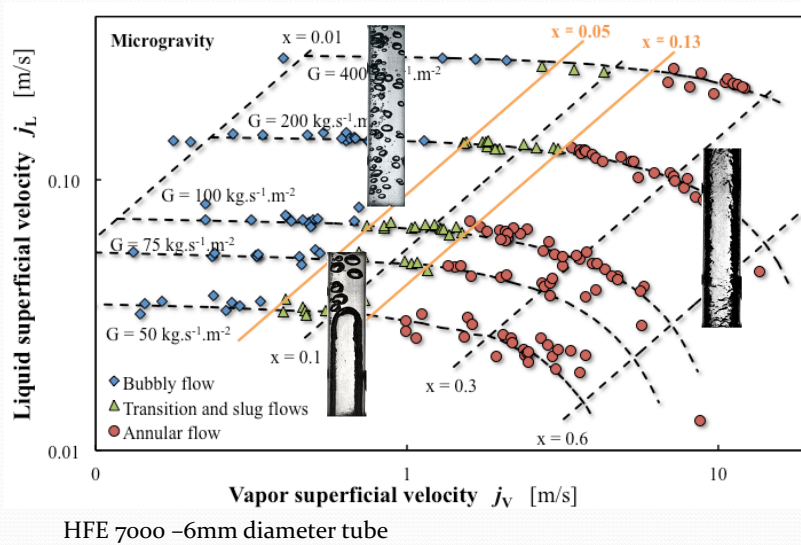 Microgravity
x = 0.01
x = 0.05
x = 0.13
G = 400 kg.s⁻¹.m⁻²
G = 200 kg.s⁻¹.m⁻²
G = 100 kg.s⁻¹.m⁻²
G = 75 kg.s⁻¹.m⁻²
G = 50 kg.s⁻¹.m⁻²
x = 0.1
x = 0.3
x = 0.6
Bubbly flow
Transition and slug flows
Annular flow
Liquid superficial velocity jL [m/s]
0.10
0.01
0
1
10
Vapor superficial velocity jV [m/s]
HFE 7000 –6mm diameter tube